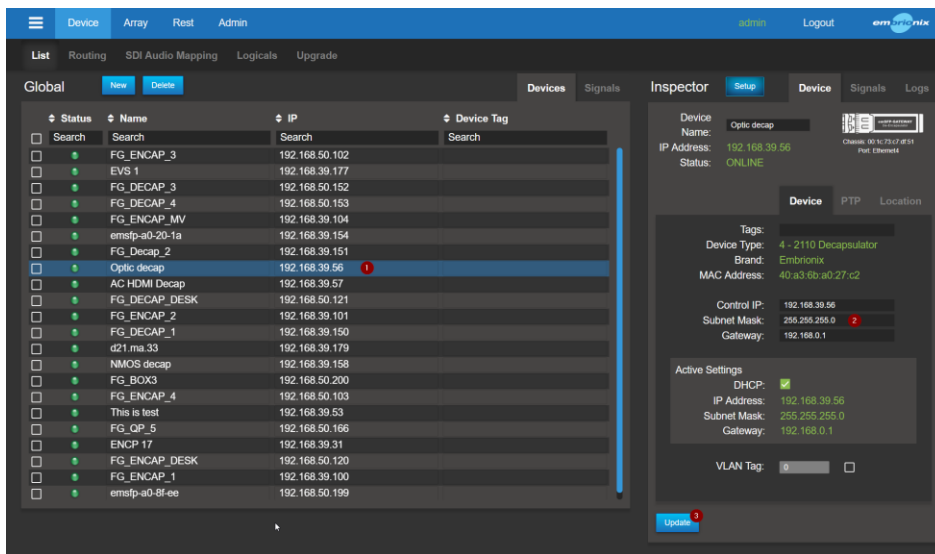 Device Array Rest Admin admin Logout embrionix
List Routing SDI Audio Mapping Logicals Upgrade
Global New Delete Devices Signals
Status Name IP Device Tag
Search Search Search Search
FG_ENCAP_3 192.168.50.102
EVS 1 192.168.39.177
FG_DECAP_3 192.168.50.152
FG_DECAP_4 192.168.50.153
FG_ENCAP_MV 192.168.39.104
emsfp-a0-20-1a 192.168.39.154
FG_Decap_2 192.168.39.151
Optic decap 192.168.39.56 1
AC HDMI Decap 192.168.39.57
FG_DECAP_DESK 192.168.50.121
FG_ENCAP_2 192.168.39.101
FG_DECAP_1 192.168.39.150
d21.ma.33 192.168.39.179
NMOS decap 192.168.39.158
FG_BOX3 192.168.50.200
FG_ENCAP_4 192.168.50.103
This is test 192.168.39.53
FG_QP_5 192.168.50.166
ENCP 17 192.168.39.31
FG_ENCAP_DESK 192.168.50.120
FG_ENCAP_1 192.168.39.100
emsfp-a0-8f-ee 192.168.50.199
Inspector Setup Device Signals Logs
Device Name: Optic decap
IP Address: 192.168.39.56
Status: ONLINE
Chassis: 00:1c:73:c7:df:51
Port: Ethernet4
Device PTP Location
Tags:
Device Type: 4 - 2110 Decapsulator
Brand: Embrionix
MAC Address: 40:a3:6b:a0:27:c2
Control IP: 192.168.39.56
Subnet Mask: 255.255.255.0 2
Gateway: 192.168.0.1
Active Settings
DHCP:
IP Address: 192.168.39.56
Subnet Mask: 255.255.255.0
Gateway: 192.168.0.1
VLAN Tag: 0
Update 3